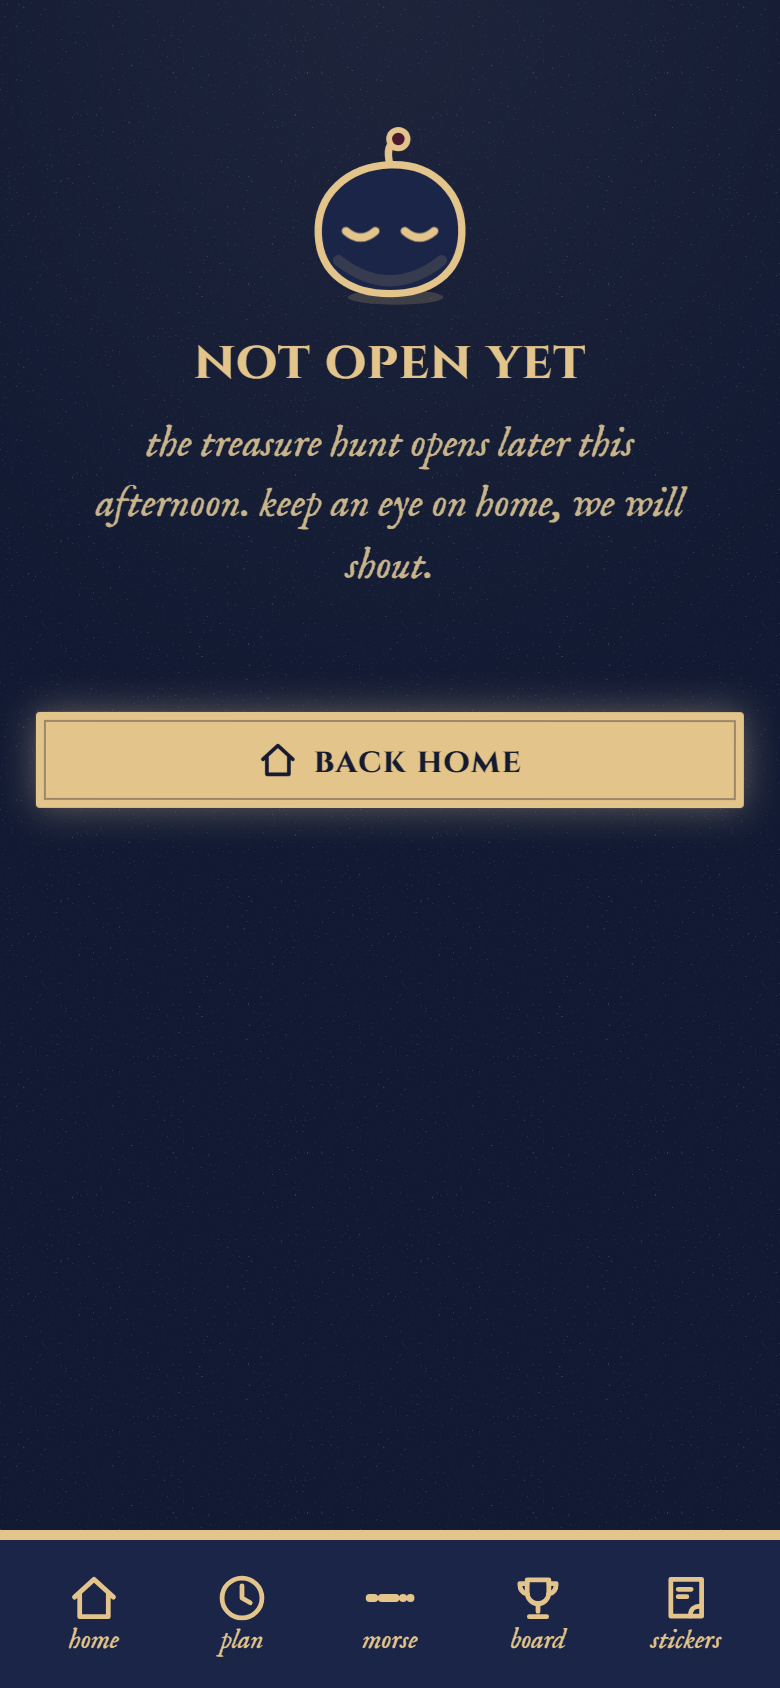 NOT OPEN YET
the treasure hunt opens later this
afternoon. keep an eye on home, we will
shout.
BACK HOME
home
plan
morse
board
stickers